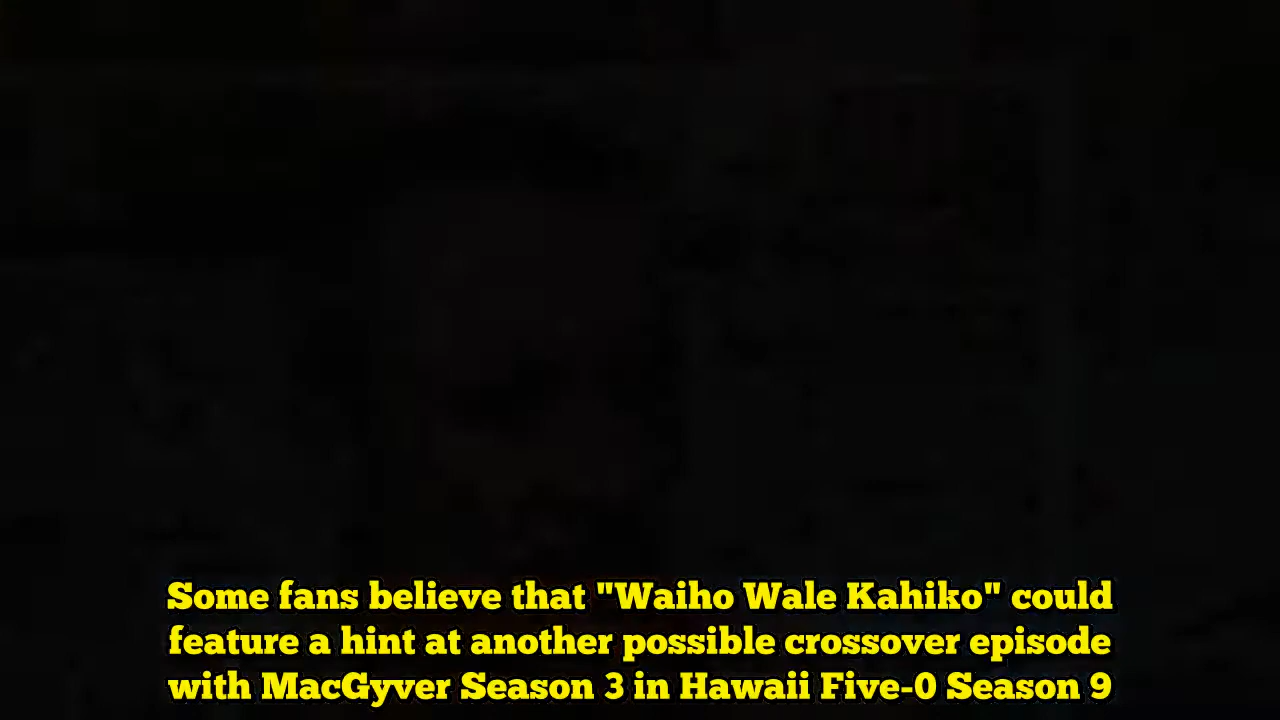 Some fans believe that "Waiho Wale Kahiko" could
feature a hint at another possible crossover episode
with MacGyver Season 3 in Hawaii Five-0 Season 9